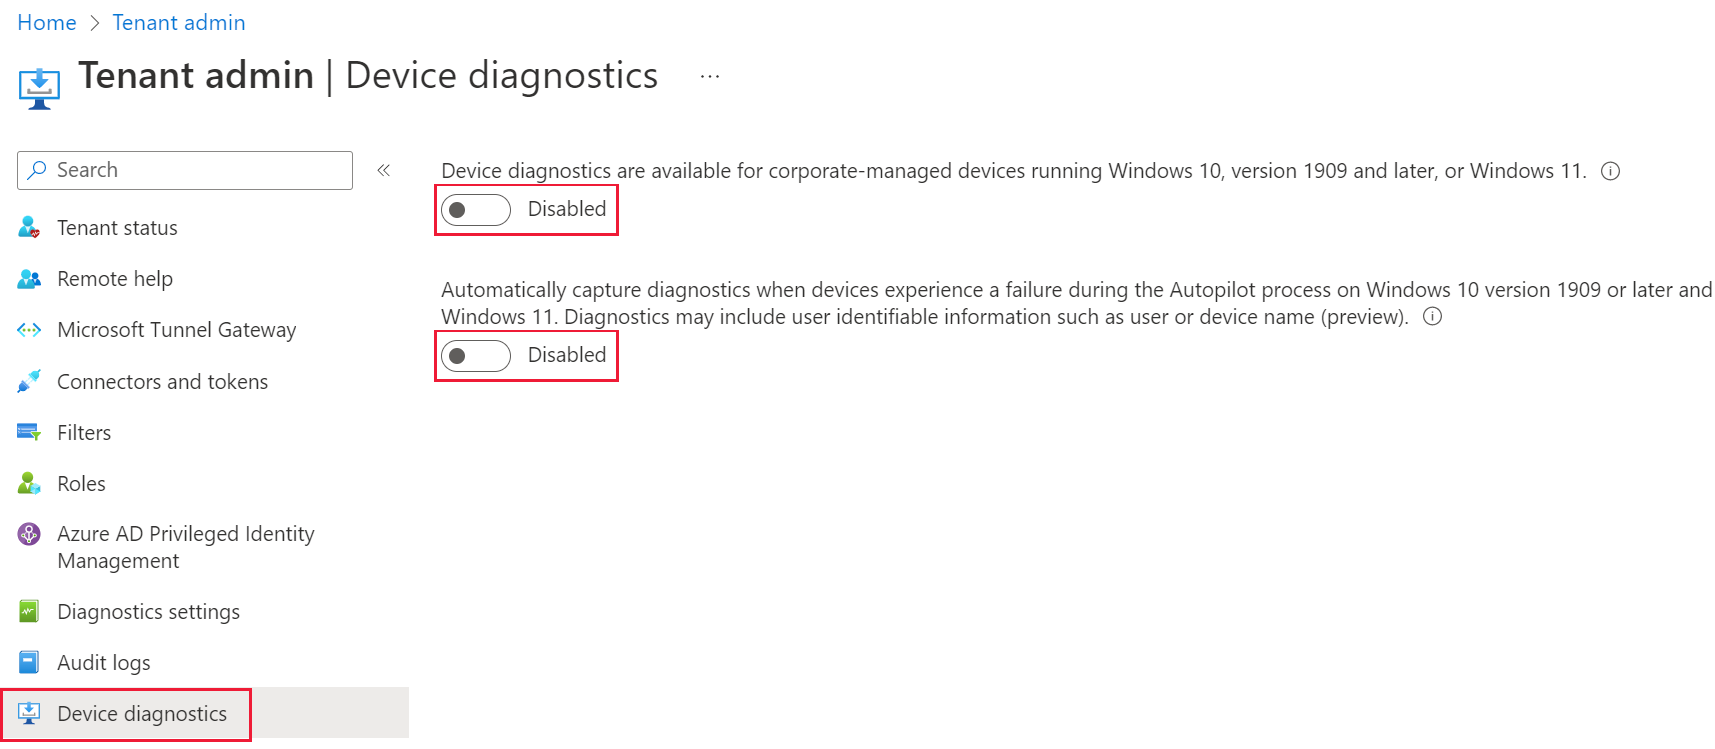 Home > Tenant admin
Tenant admin | Device diagnostics ...
Search «
Tenant status
Remote help
Microsoft Tunnel Gateway
Connectors and tokens
Filters
Roles
Azure AD Privileged Identity
Management
Diagnostics settings
Audit logs
Device diagnostics
Device diagnostics are available for corporate-managed devices running Windows 10, version 1909 and later, or Windows 11.
Disabled
Automatically capture diagnostics when devices experience a failure during the Autopilot process on Windows 10 version 1909 or later and
Windows 11. Diagnostics may include user identifiable information such as user or device name (preview).
Disabled